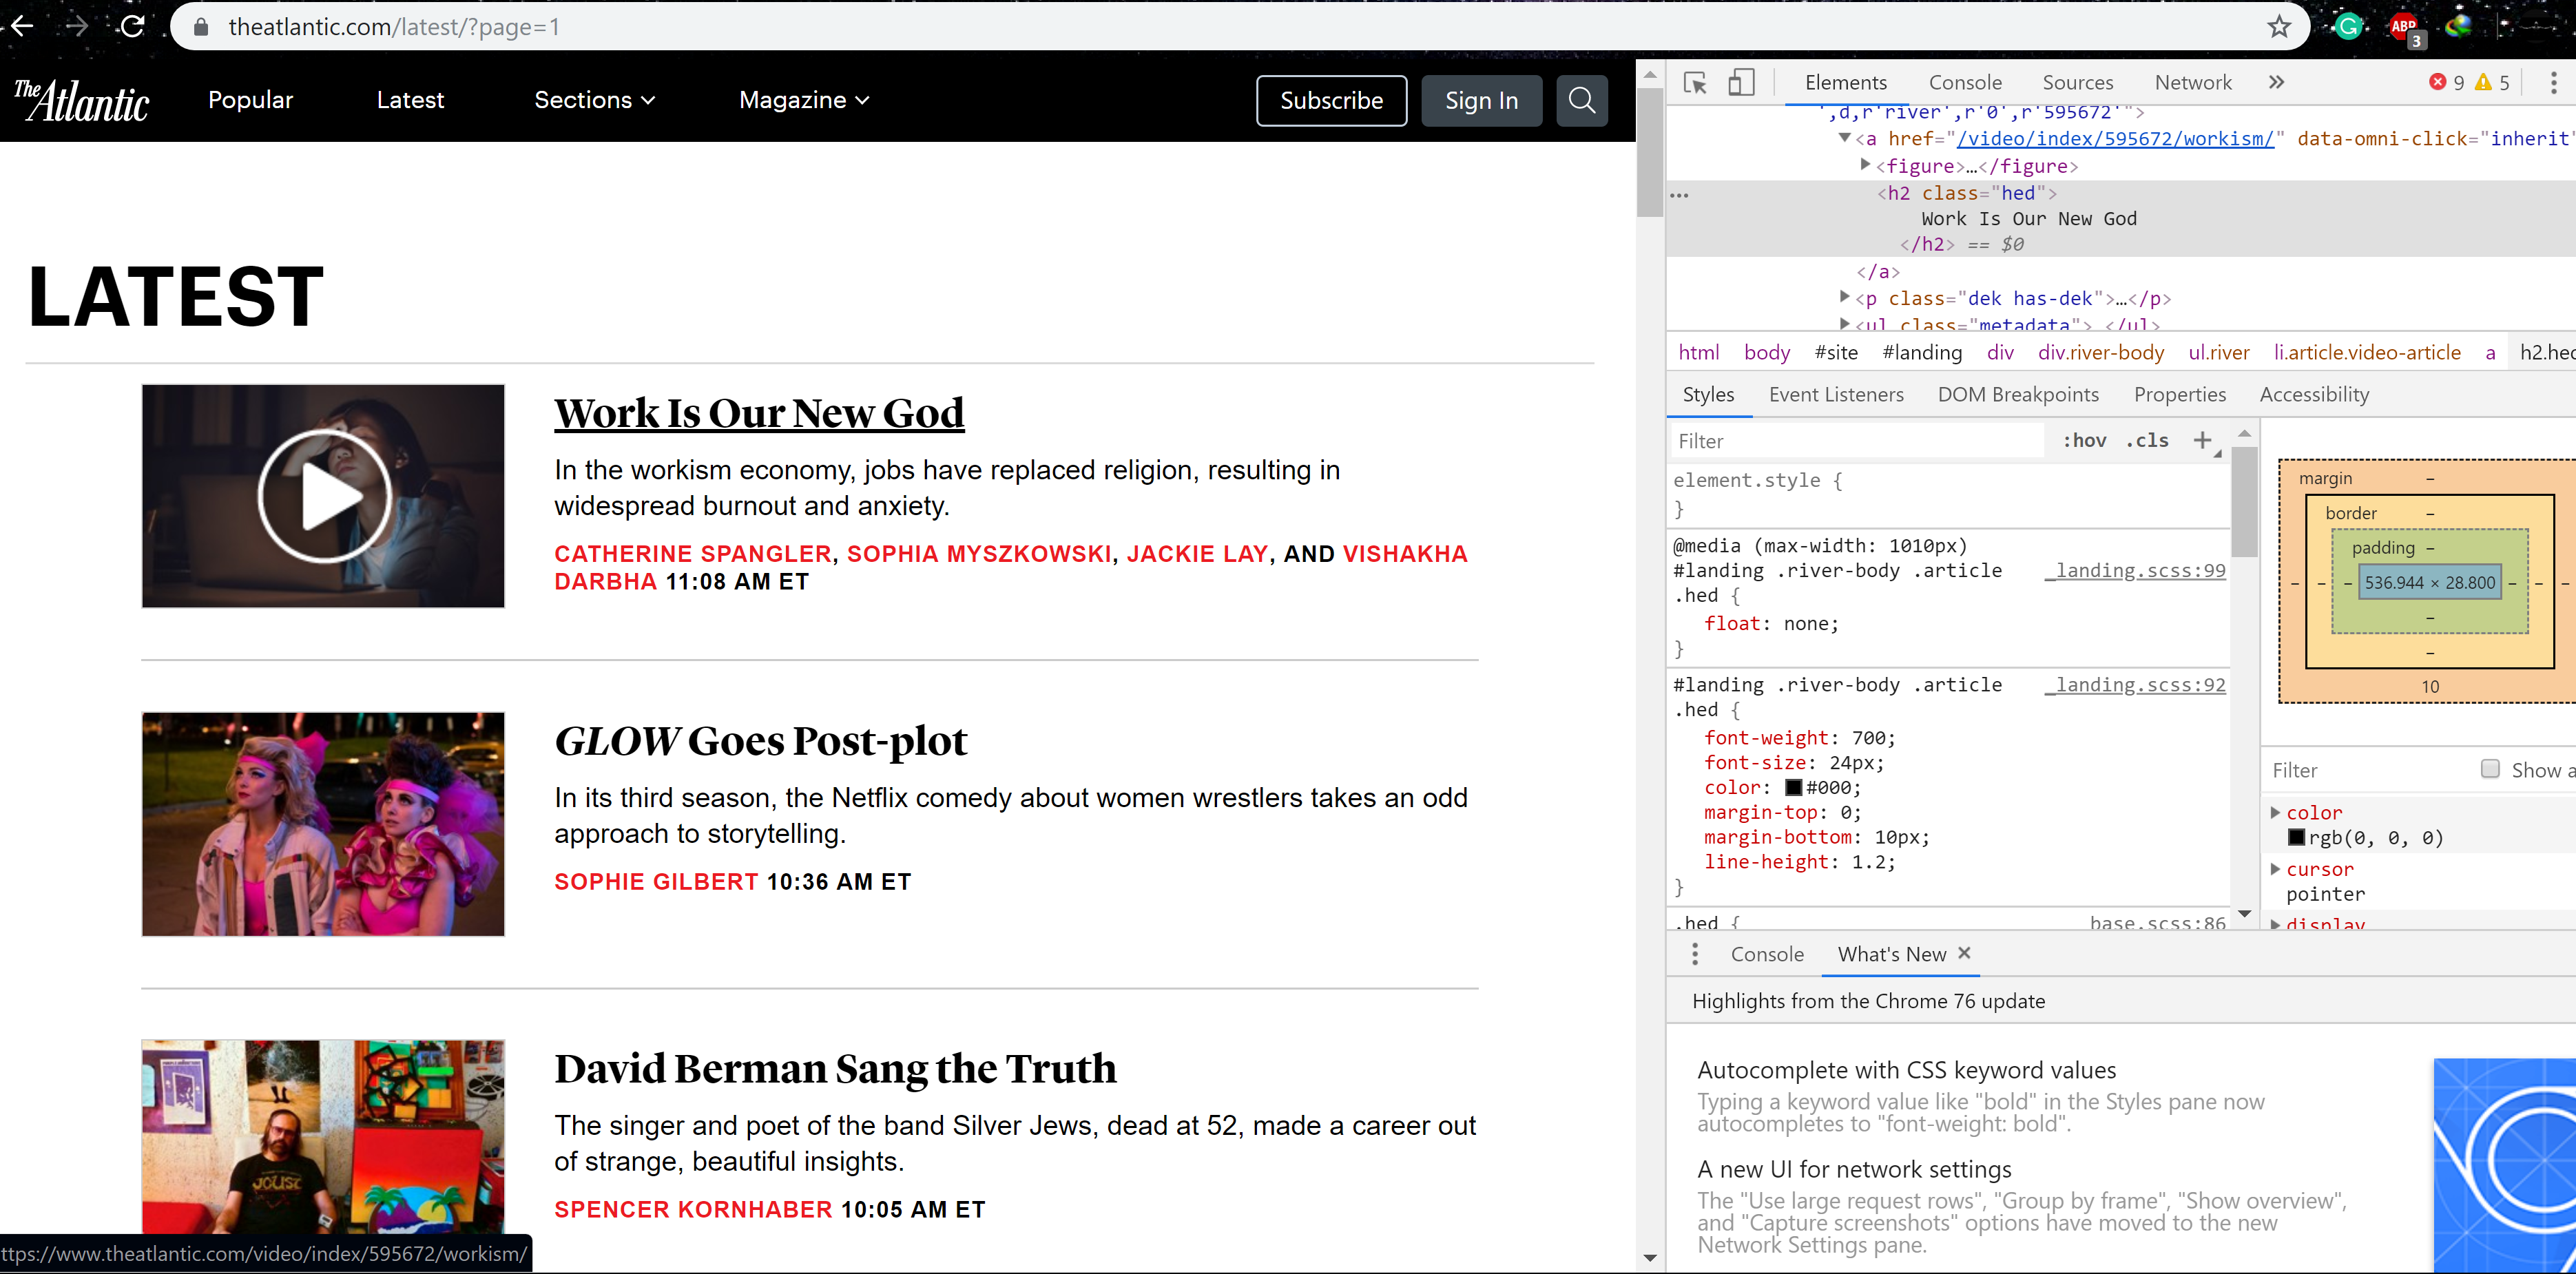 theatlantic.com/latest/?page=1
ABP
3
The Atlantic
Popular
Latest
Sections
Magazine
Subscribe
Sign In
LATEST
Work Is Our New God
In the workism economy, jobs have replaced religion, resulting in
widespread burnout and anxiety.
CATHERINE SPANGLER, SOPHIA MYSZKOWSKI, JACKIE LAY, AND VISHAKHA
DARBHA 11:08 AM ET
GLOW Goes Post-plot
In its third season, the Netflix comedy about women wrestlers takes an odd
approach to storytelling.
SOPHIE GILBERT 10:36 AM ET
David Berman Sang the Truth
The singer and poet of the band Silver Jews, dead at 52, made a career out
of strange, beautiful insights.
SPENCER KORNHABER 10:05 AM ET
JOUST
ttps://www.theatlantic.com/video/index/595672/workism/
Elements Console Sources Network » 9 5
',d,r'river',r'0',r'595672'">
<a href="/video/index/595672/workism/" data-omni-click="inherit"
<figure>…</figure>
<h2 class="hed">
Work Is Our New God
</h2> == $0
</a>
<p class="dek has-dek">…</p>
<ul class="metadata">…</ul>
html body #site #landing div div.river-body ul.river li.article.video-article a h2.hed
Styles Event Listeners DOM Breakpoints Properties Accessibility
Filter :hov .cls +
element.style {
}
@media (max-width: 1010px)
#landing .river-body .article _landing.scss:99
.hed {
float: none;
}
#landing .river-body .article _landing.scss:92
.hed {
font-weight: 700;
font-size: 24px;
color: #000;
margin-top: 0;
margin-bottom: 10px;
line-height: 1.2;
}
.hed { base.scss:86
margin –
border –
padding –
– – – 536.944 × 28.800 – – –
–
–
10
Filter Show a
color
rgb(0, 0, 0)
cursor
pointer
display
Console What's New ×
Highlights from the Chrome 76 update
Autocomplete with CSS keyword values
Typing a keyword value like "bold" in the Styles pane now
autocompletes to "font-weight: bold".
A new UI for network settings
The "Use large request rows", "Group by frame", "Show overview",
and "Capture screenshots" options have moved to the new
Network Settings pane.